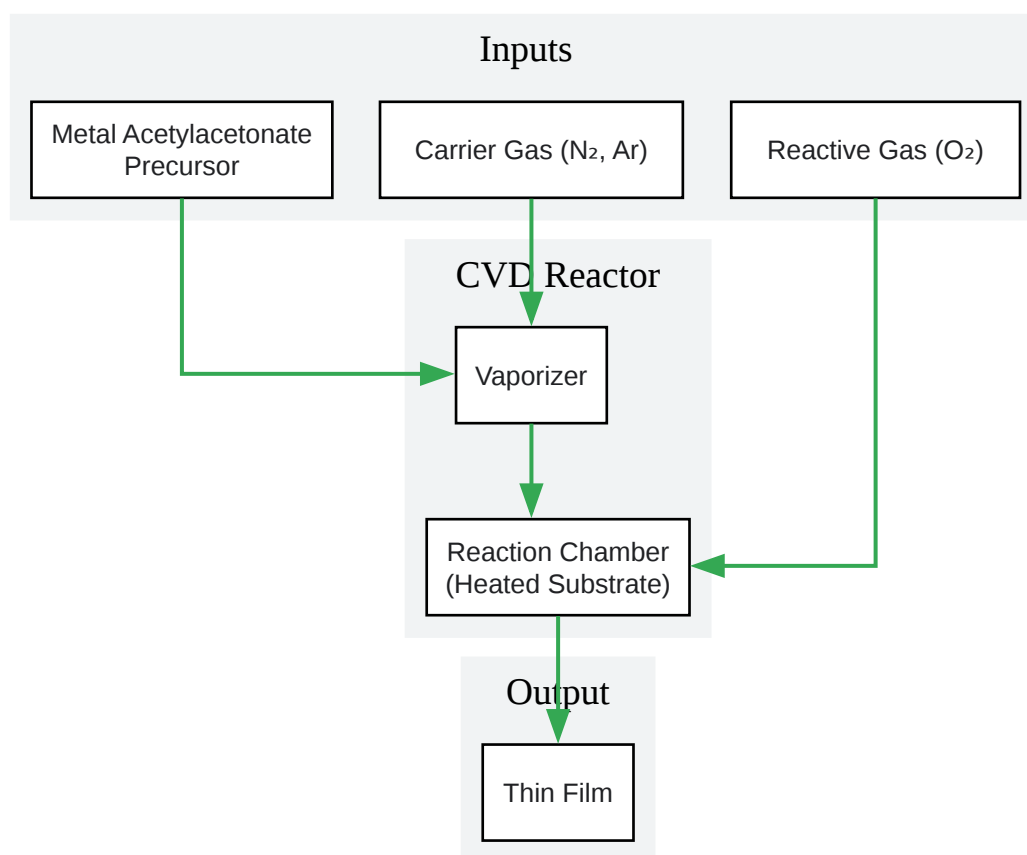 Inputs
Metal Acetylacetonate
Precursor
Carrier Gas (N₂, Ar)
Reactive Gas (O₂)
CVD Reactor
Vaporizer
Reaction Chamber
(Heated Substrate)
Output
Thin Film